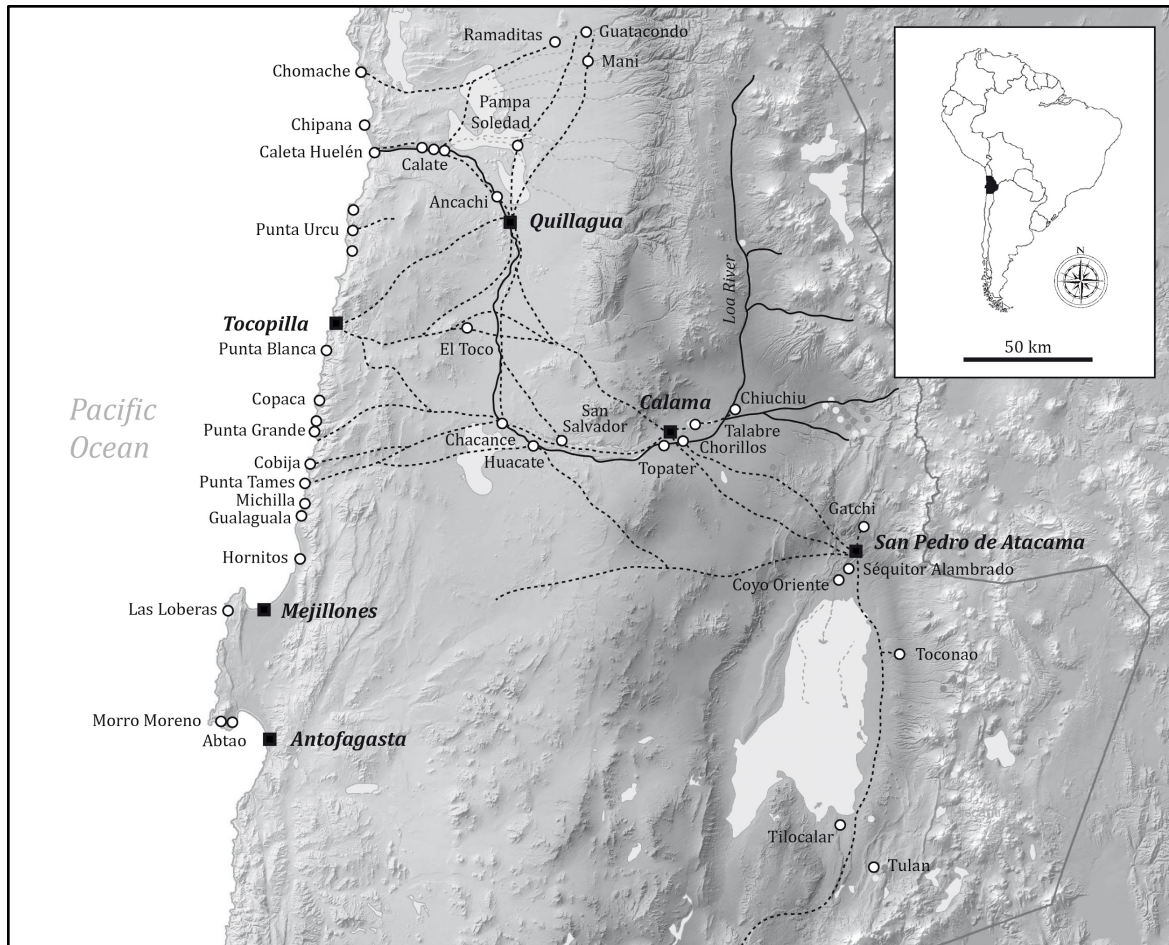 Ramaditas
Guatacondo
Chomache
Mani
Pampa
Soledad
Chipana
Caleta Huelén
Calate
Ancachi
Quillagua
Punta Urcu
Loa River
Tocopilla
Punta Blanca
El Toco
Copaca
Calama
Chiuchiu
San
Salvador
Punta Grande
Chacance
Talabre
Chorillos
Huacate
Topater
Cobija
Punta Tames
Michilla
Gualaguala
Pacific
Ocean
Gatchi
San Pedro de Atacama
Hornitos
Séquitor Alambrado
Coyo Oriente
Las Loberas
Mejillones
Toconao
Morro Moreno
Abtao
Antofagasta
Tilocalar
Tulan
N
50 km